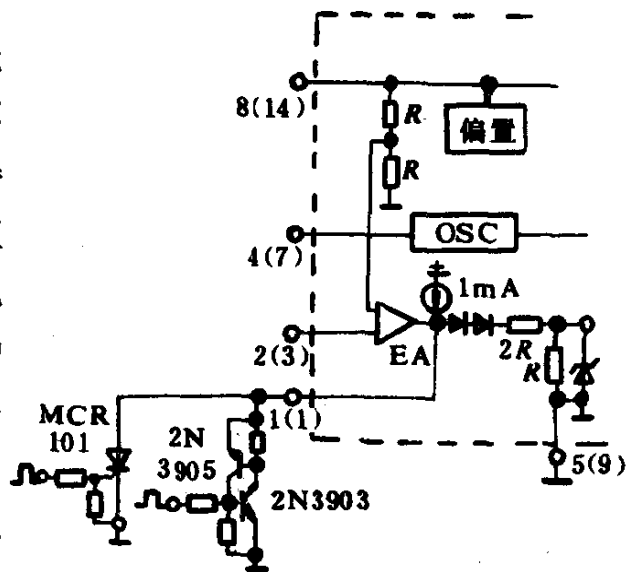 8(14)
R
偏置
R
4(7)
OSC
1mA
2(3)
EA
2R
R
MCR
101
2N
3905
1(1)
2N3903
5(9)